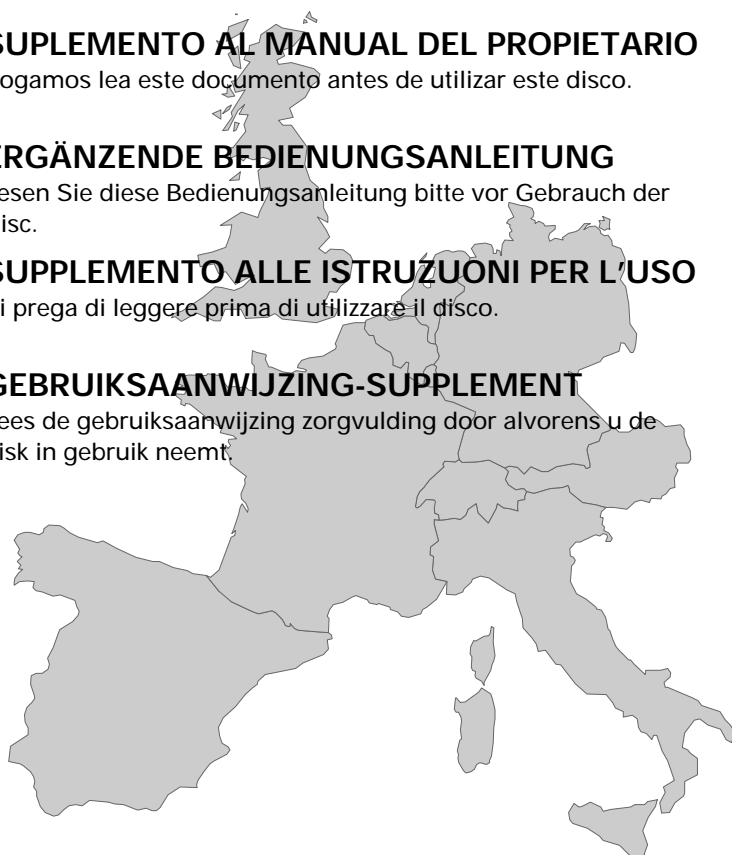 SUPLEMENTO AL MANUAL DEL PROPIETARIO
ogamos lea este documento antes de utilizar este disco.
ERGÄNZENDE BEDIENUNGSANLEITUNG
esen Sie diese Bedienungsanleitung bitte vor Gebrauch der
isc.
SUPPLEMENTO ALLE ISTRUZUONI PER L'USO
i prega di leggere prima di utilizzare il disco.
GEBRUIKSAANWIJZING-SUPPLEMENT
ees de gebruiksaanwijzing zorgvulding door alvorens u de
isk in gebruik neemt.